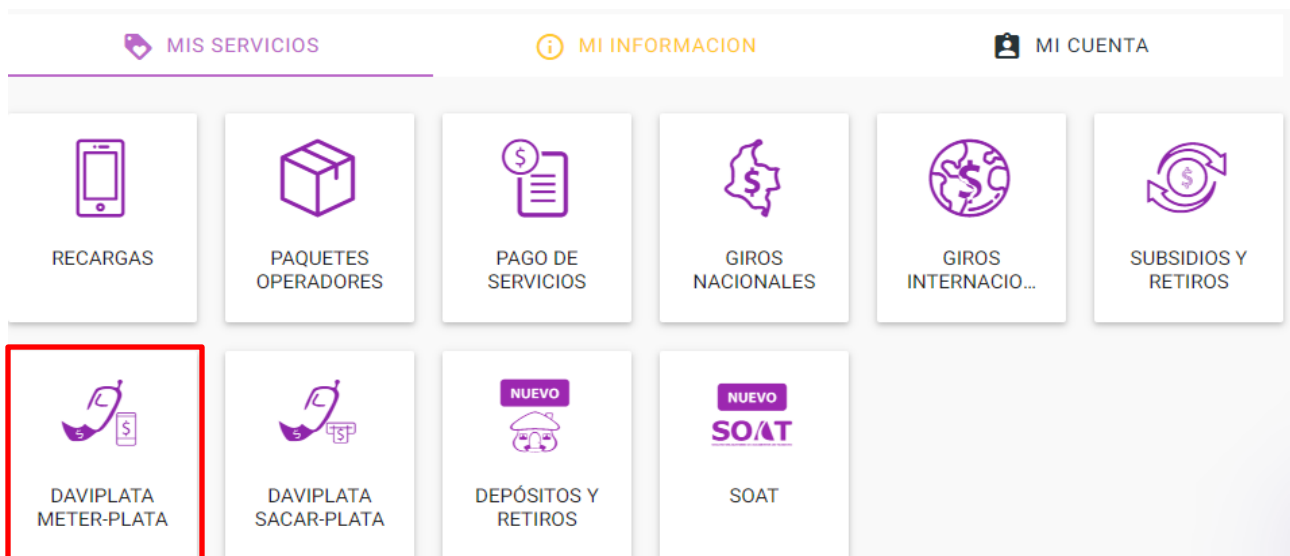 MIS SERVICIOS
MI INFORMACION
MI CUENTA
$
$
$
$
RECARGAS
PAQUETES
OPERADORES
PAGO DE
SERVICIOS
GIROS
NACIONALES
GIROS
INTERNACIO...
SUBSIDIOS Y
RETIROS
$
$
$
NUEVO
NUEVO
SOAT
DAVIPLATA
METER-PLATA
DAVIPLATA
SACAR-PLATA
DEPÓSITOS Y
RETIROS
SOAT